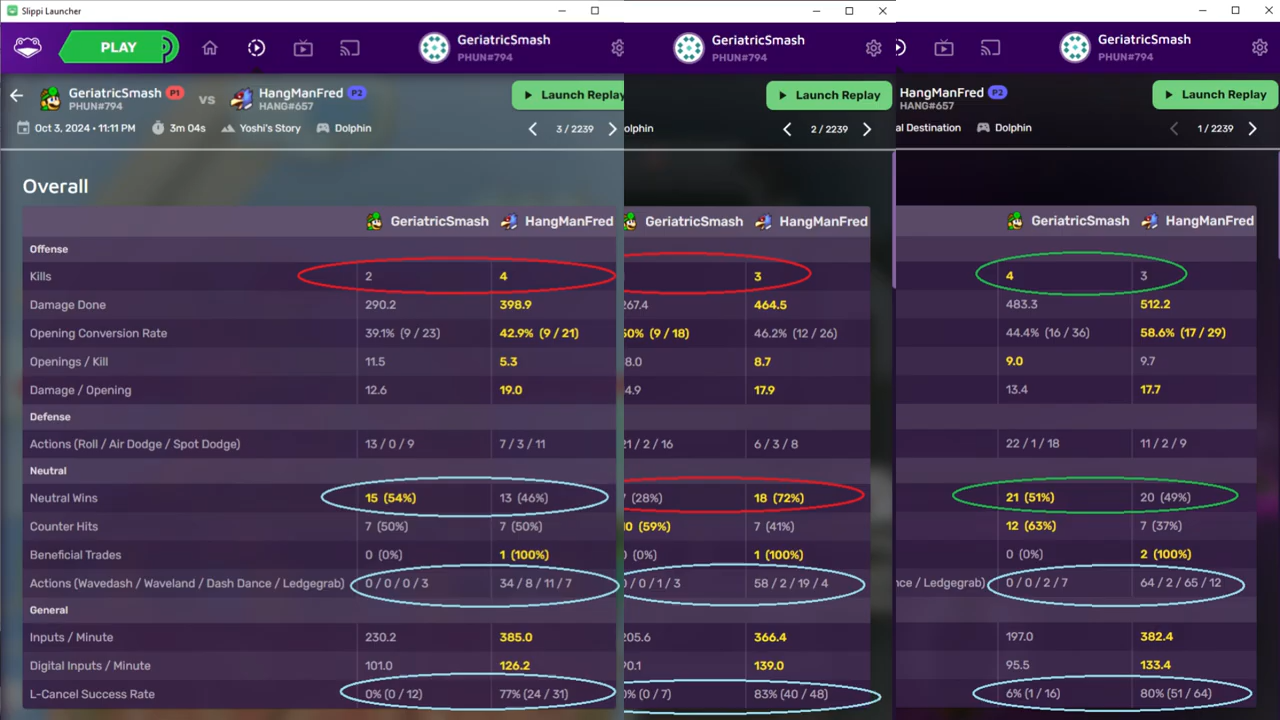 Slippi Launcher
PLAY
GeriatricSmash
PHUN#794
GeriatricSmash P1
PHUN#794
VS
HangManFred P2
HANG#657
Launch Replay
Oct 3, 2024 • 11:11 PM
3m 04s
Yoshi's Story
Dolphin
3 / 2239
Overall
GeriatricSmash HangManFred
Offense
Kills 2 4
Damage Done 290.2 398.9
Opening Conversion Rate 39.1% (9 / 23) 42.9% (9 / 21)
Openings / Kill 11.5 5.3
Damage / Opening 12.6 19.0
Defense
Actions (Roll / Air Dodge / Spot Dodge) 13 / 0 / 9 7 / 3 / 11
Neutral
Neutral Wins 15 (54%) 13 (46%)
Counter Hits 7 (50%) 7 (50%)
Beneficial Trades 0 (0%) 1 (100%)
Actions (Wavedash / Waveland / Dash Dance / Ledgegrab) 0 / 0 / 0 / 3 34 / 8 / 11 / 7
General
Inputs / Minute 230.2 385.0
Digital Inputs / Minute 101.0 126.2
L-Cancel Success Rate 0% (0 / 12) 77% (24 / 31)
GeriatricSmash
PHUN#794
Launch Replay
olphin
2 / 2239
GeriatricSmash HangManFred
3
267.4 464.5
50% (9 / 18) 46.2% (12 / 26)
8.0 8.7
4.9 17.9
21 / 2 / 16 6 / 3 / 8
7 (28%) 18 (72%)
10 (59%) 7 (41%)
0 (0%) 1 (100%)
0 / 0 / 1 / 3 58 / 2 / 19 / 4
205.6 366.4
90.1 139.0
0% (0 / 7) 83% (40 / 48)
GeriatricSmash
PHUN#794
HangManFred P2
HANG#657
Launch Replay
al Destination
Dolphin
1 / 2239
GeriatricSmash HangManFred
4 3
483.3 512.2
44.4% (16 / 36) 58.6% (17 / 29)
9.0 9.7
13.4 17.7
22 / 1 / 18 11 / 2 / 9
21 (51%) 20 (49%)
12 (63%) 7 (37%)
0 (0%) 2 (100%)
nce / Ledgegrab) 0 / 0 / 2 / 7 64 / 2 / 65 / 12
197.0 382.4
95.5 133.4
6% (1 / 16) 80% (51 / 64)